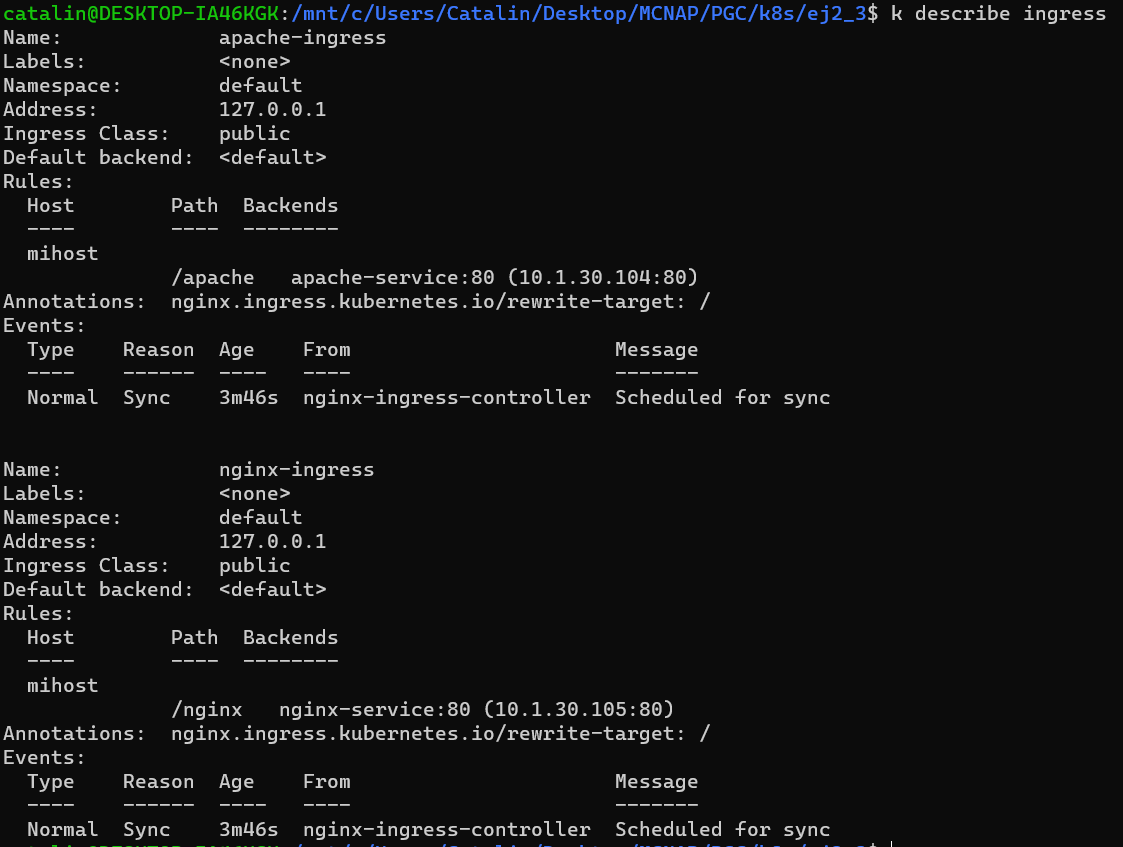 catalin@DESKTOP-IA46KGK:/mnt/c/Users/Catalin/Desktop/MCNAP/PGC/k8s/ej2_3$ k describe ingress
Name:             apache-ingress
Labels:           <none>
Namespace:        default
Address:          127.0.0.1
Ingress Class:    public
Default backend:  <default>
Rules:
  Host        Path  Backends
  ----        ----  --------
  mihost
              /apache   apache-service:80 (10.1.30.104:80)
Annotations:  nginx.ingress.kubernetes.io/rewrite-target: /
Events:
  Type    Reason  Age    From                      Message
  ----    ------  ----   ----                      -------
  Normal  Sync    3m46s  nginx-ingress-controller  Scheduled for sync
Name:             nginx-ingress
Labels:           <none>
Namespace:        default
Address:          127.0.0.1
Ingress Class:    public
Default backend:  <default>
Rules:
  Host        Path  Backends
  ----        ----  --------
  mihost
              /nginx   nginx-service:80 (10.1.30.105:80)
Annotations:  nginx.ingress.kubernetes.io/rewrite-target: /
Events:
  Type    Reason  Age    From                      Message
  ----    ------  ----   ----                      -------
  Normal  Sync    3m46s  nginx-ingress-controller  Scheduled for sync